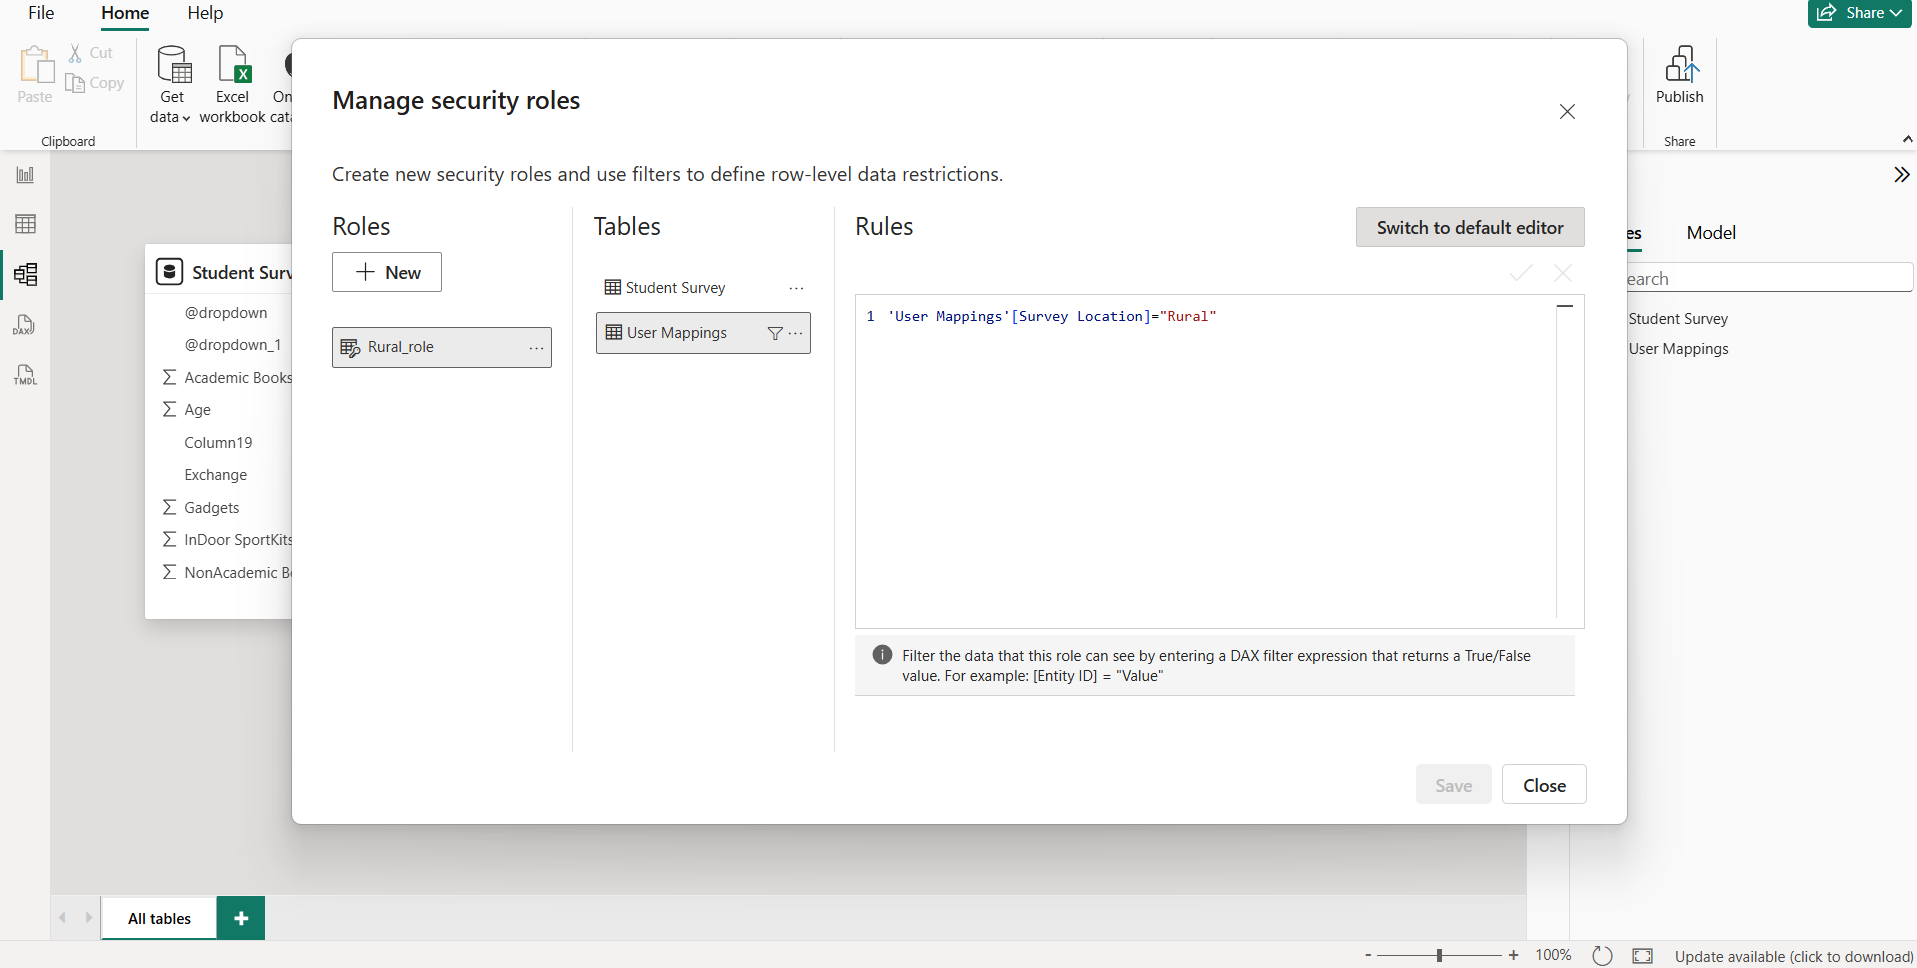 File Home Help
Share
Paste
Cut
Copy
Clipboard
Get data
Excel workbook
Publish
Share
Manage security roles
Create new security roles and use filters to define row-level data restrictions.
Roles
Tables
Rules
Switch to default editor
+ New
Rural_role
Student Survey
User Mappings
1 'User Mappings'[Survey Location]="Rural"
Filter the data that this role can see by entering a DAX filter expression that returns a True/False
value. For example: [Entity ID] = "Value"
Save
Close
DAX
TMDL
Student Surv
@dropdown
@dropdown_1
Academic Books
Age
Column19
Exchange
Gadgets
InDoor SportKits
NonAcademic B
Model
earch
Student Survey
User Mappings
All tables
+
- + 100%
Update available (click to download)